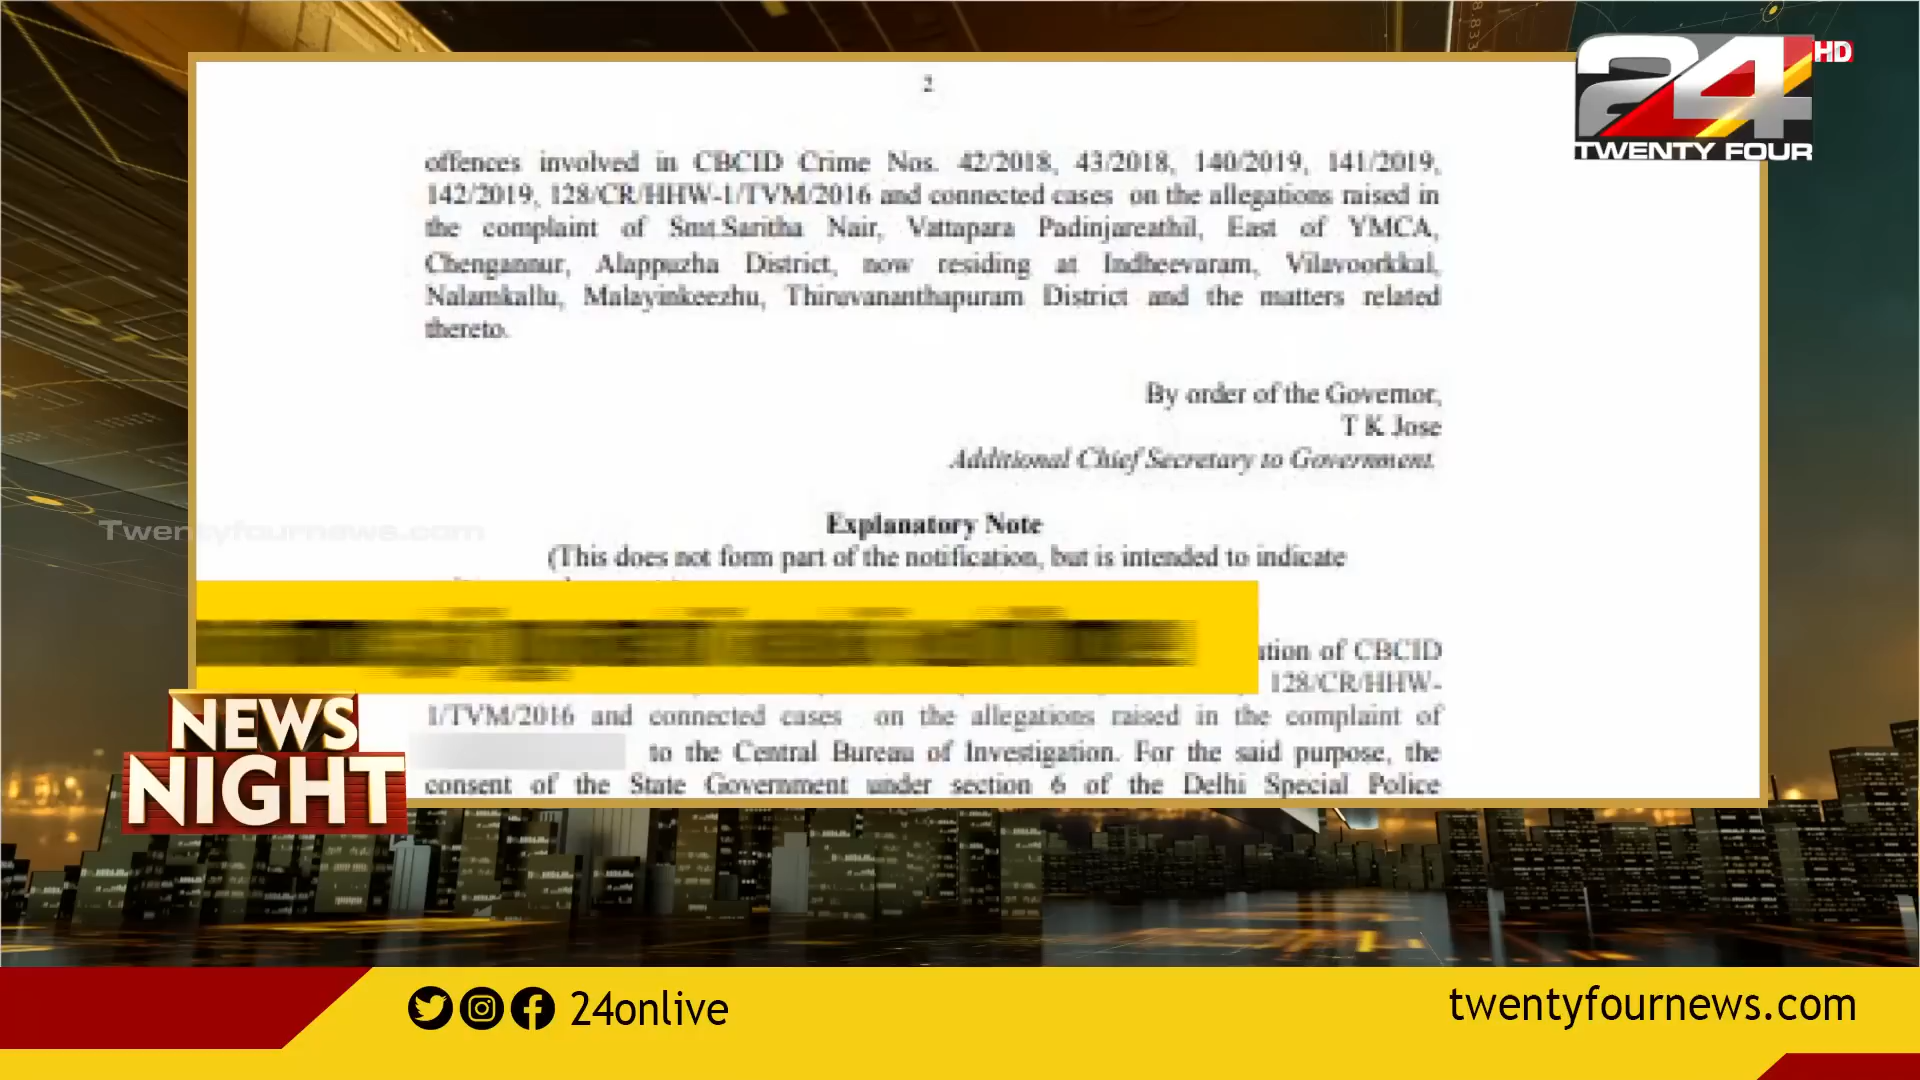 24 HD
TWENTY FOUR
2
offences involved in CBCID Crime Nos. 42/2018, 43/2018, 140/2019, 141/2019,
142/2019, 128/CR/HHW-1/TVM/2016 and connected cases on the allegations raised in
the complaint of Smt.Saritha Nair, Vattapara Padinjareathil, East of YMCA,
Chengannur, Alappuzha District, now residing at Indheevaram, Vilavoorkkal,
Nalamkallu, Malayinkeezhu, Thiruvananthapuram District and the matters related
thereto.
By order of the Governor,
T K Jose
Additional Chief Secretary to Government.
Twentyfournews.com
Explanatory Note
(This does not form part of the notification, but is intended to indicate
of CBCID
128/CR/HHW-
1/TVM/2016 and connected cases on the allegations raised in the complaint of
to the Central Bureau of Investigation. For the said purpose, the
consent of the State Government under section 6 of the Delhi Special Police
NEWS
NIGHT
24onlive
twentyfournews.com